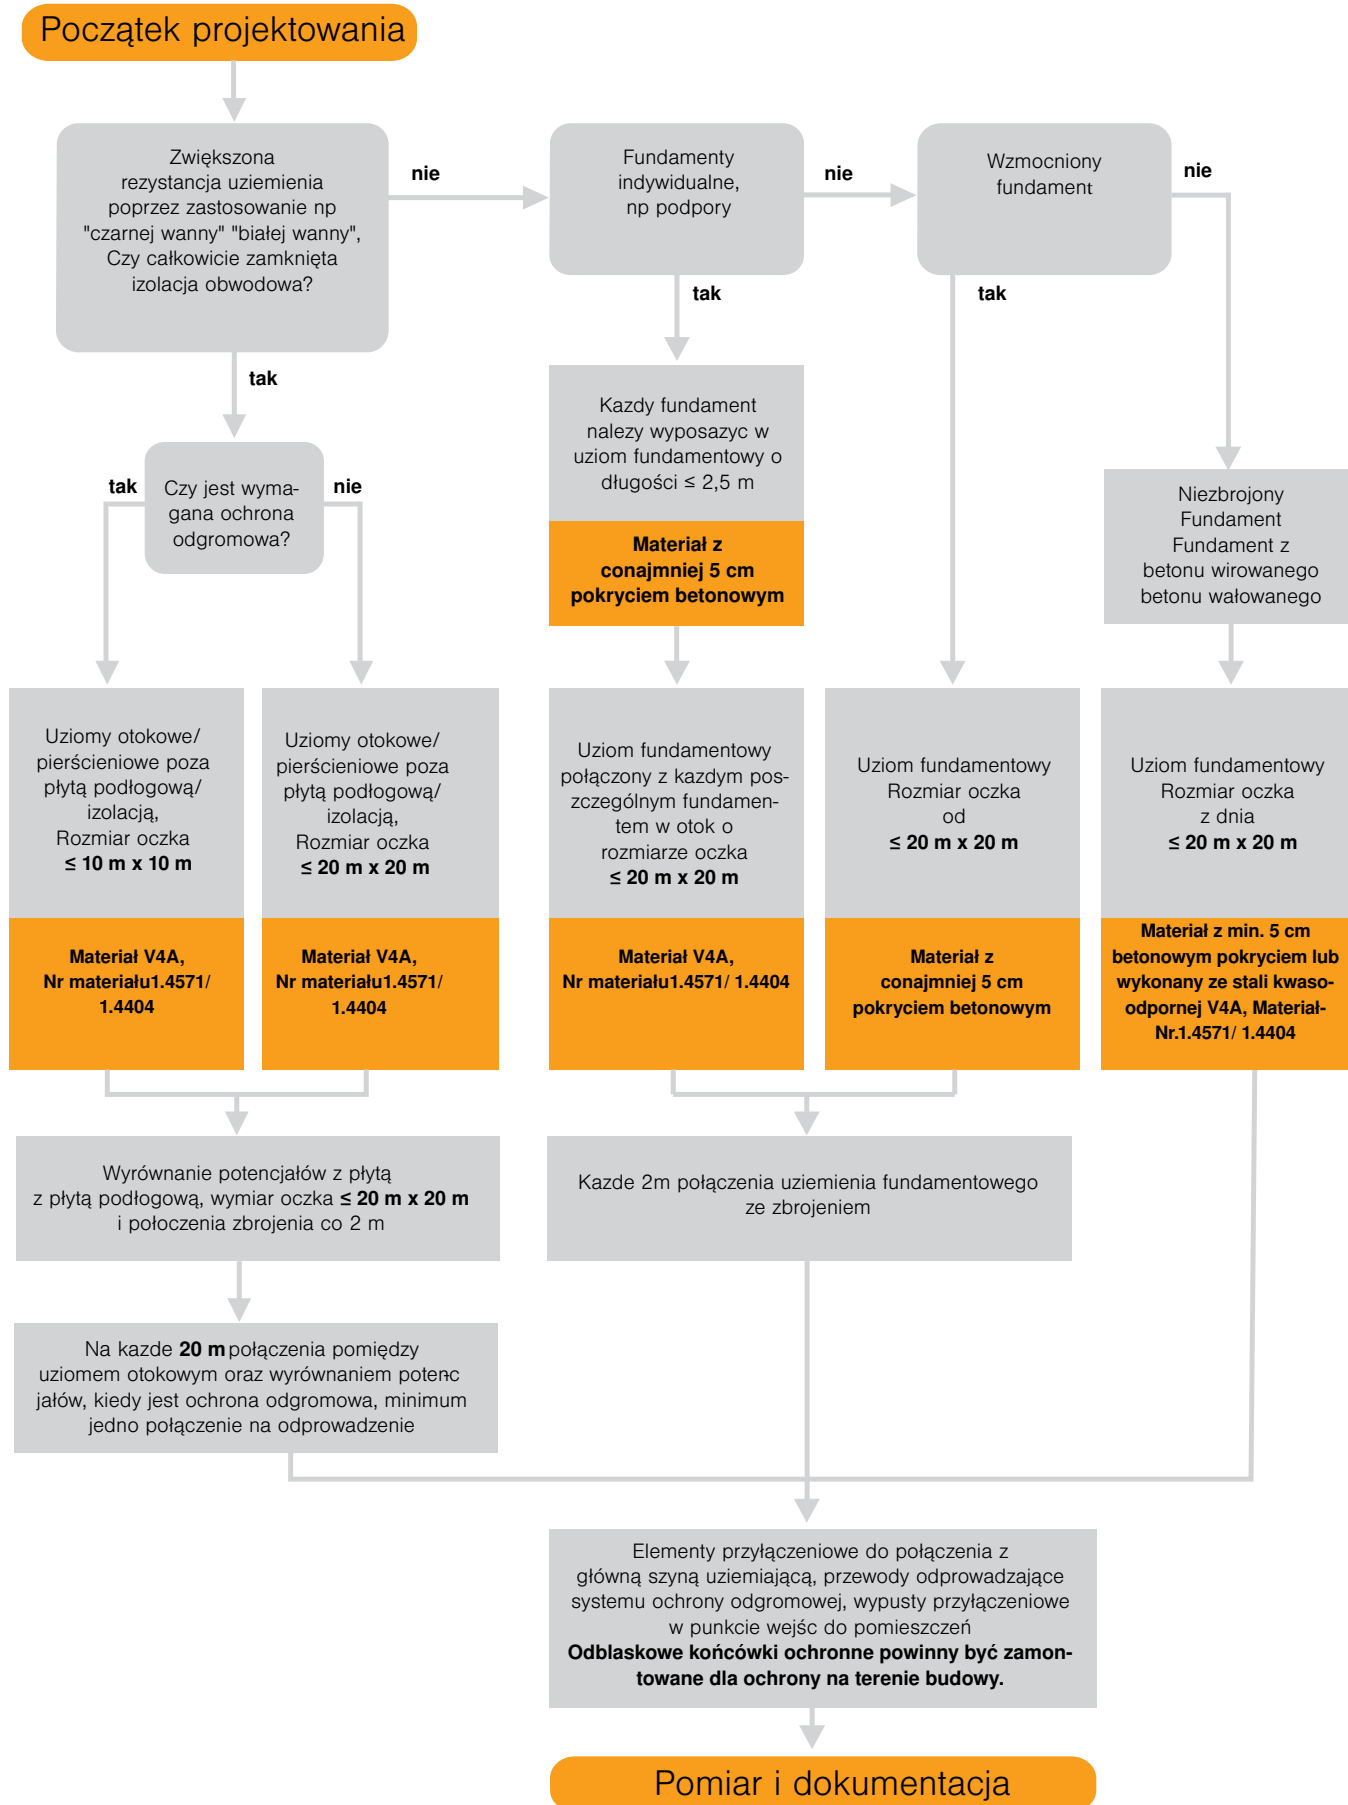 Początek projektowania
Zwiększona
rezystancja uziemienia
poprzez zastosowanie np
"czarnej wanny" "białej wanny",
Czy całkowicie zamknięta
izolacja obwodowa?
nie
Fundamenty
indywidualne,
np podpory
nie
Wzmocniony
fundament
nie
tak
tak
tak
Czy jest wyma-
gana ochrona
odgromowa?
tak
nie
Kazdy fundament
nalezy wyposazyc w
uziom fundamentowy o
długości ≤ 2,5 m
Materiał z
conajmniej 5 cm
pokryciem betonowym
Niezbrojony
Fundament
Fundament z
betonu wirowanego
betonu wałowanego
Uziomy otokowe/
pierścieniowe poza
płytą podłogową/
izolacją,
Rozmiar oczka
≤ 10 m x 10 m
Materiał V4A,
Nr materiału1.4571/
1.4404
Uziomy otokowe/
pierścieniowe poza
płytą podłogową/
izolacją,
Rozmiar oczka
≤ 20 m x 20 m
Materiał V4A,
Nr materiału1.4571/
1.4404
Uziom fundamentowy
połączony z kazdym pos-
zczególnym fundamen-
tem w otok o
rozmiarze oczka
≤ 20 m x 20 m
Materiał V4A,
Nr materiału1.4571/ 1.4404
Uziom fundamentowy
Rozmiar oczka
od
≤ 20 m x 20 m
Materiał z
conajmniej 5 cm
pokryciem betonowym
Uziom fundamentowy
Rozmiar oczka
z dnia
≤ 20 m x 20 m
Materiał z min. 5 cm
betonowym pokryciem lub
wykonany ze stali kwaso-
odpornej V4A, Materiał-
Nr.1.4571/ 1.4404
Wyrównanie potencjałów z płytą
z płytą podłogową, wymiar oczka ≤ 20 m x 20 m
i połoczenia zbrojenia co 2 m
Kazde 2m połączenia uziemienia fundamentowego
ze zbrojeniem
Na kazde 20 m połączenia pomiędzy
uziomem otokowym oraz wyrównaniem potenc-
jałów, kiedy jest ochrona odgromowa, minimum
jedno połączenie na odprowadzenie
Elementy przyłączeniowe do połączenia z
główną szyną uziemiającą, przewody odprowadzające
systemu ochrony odgromowej, wypusty przyłączeniowe
w punkcie wejśc do pomieszczeń
Odblaskowe końcówki ochronne powinny być zamon-
towane dla ochrony na terenie budowy.
Pomiar i dokumentacja